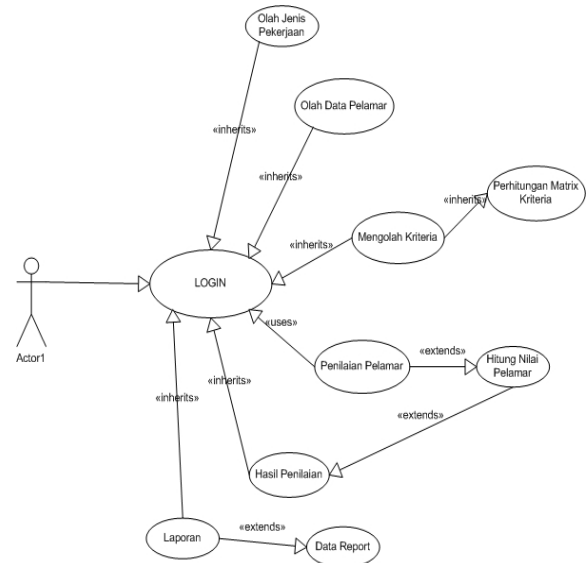 Olah Jenis
Pekerjaan
Olah Data Pelamar
«inherits»
«inherits»
Perhitungan Matrix
Kriteria
«inherits»
Mengolah Kriteria
«inherits»
LOGIN
Actor1
«uses»
«extends»
Penilaian Pelamar
Hitung Nilai
Pelamar
«inherits»
«inherits»
«extends»
Hasil Penilaian
Laporan
«extends»
Data Report